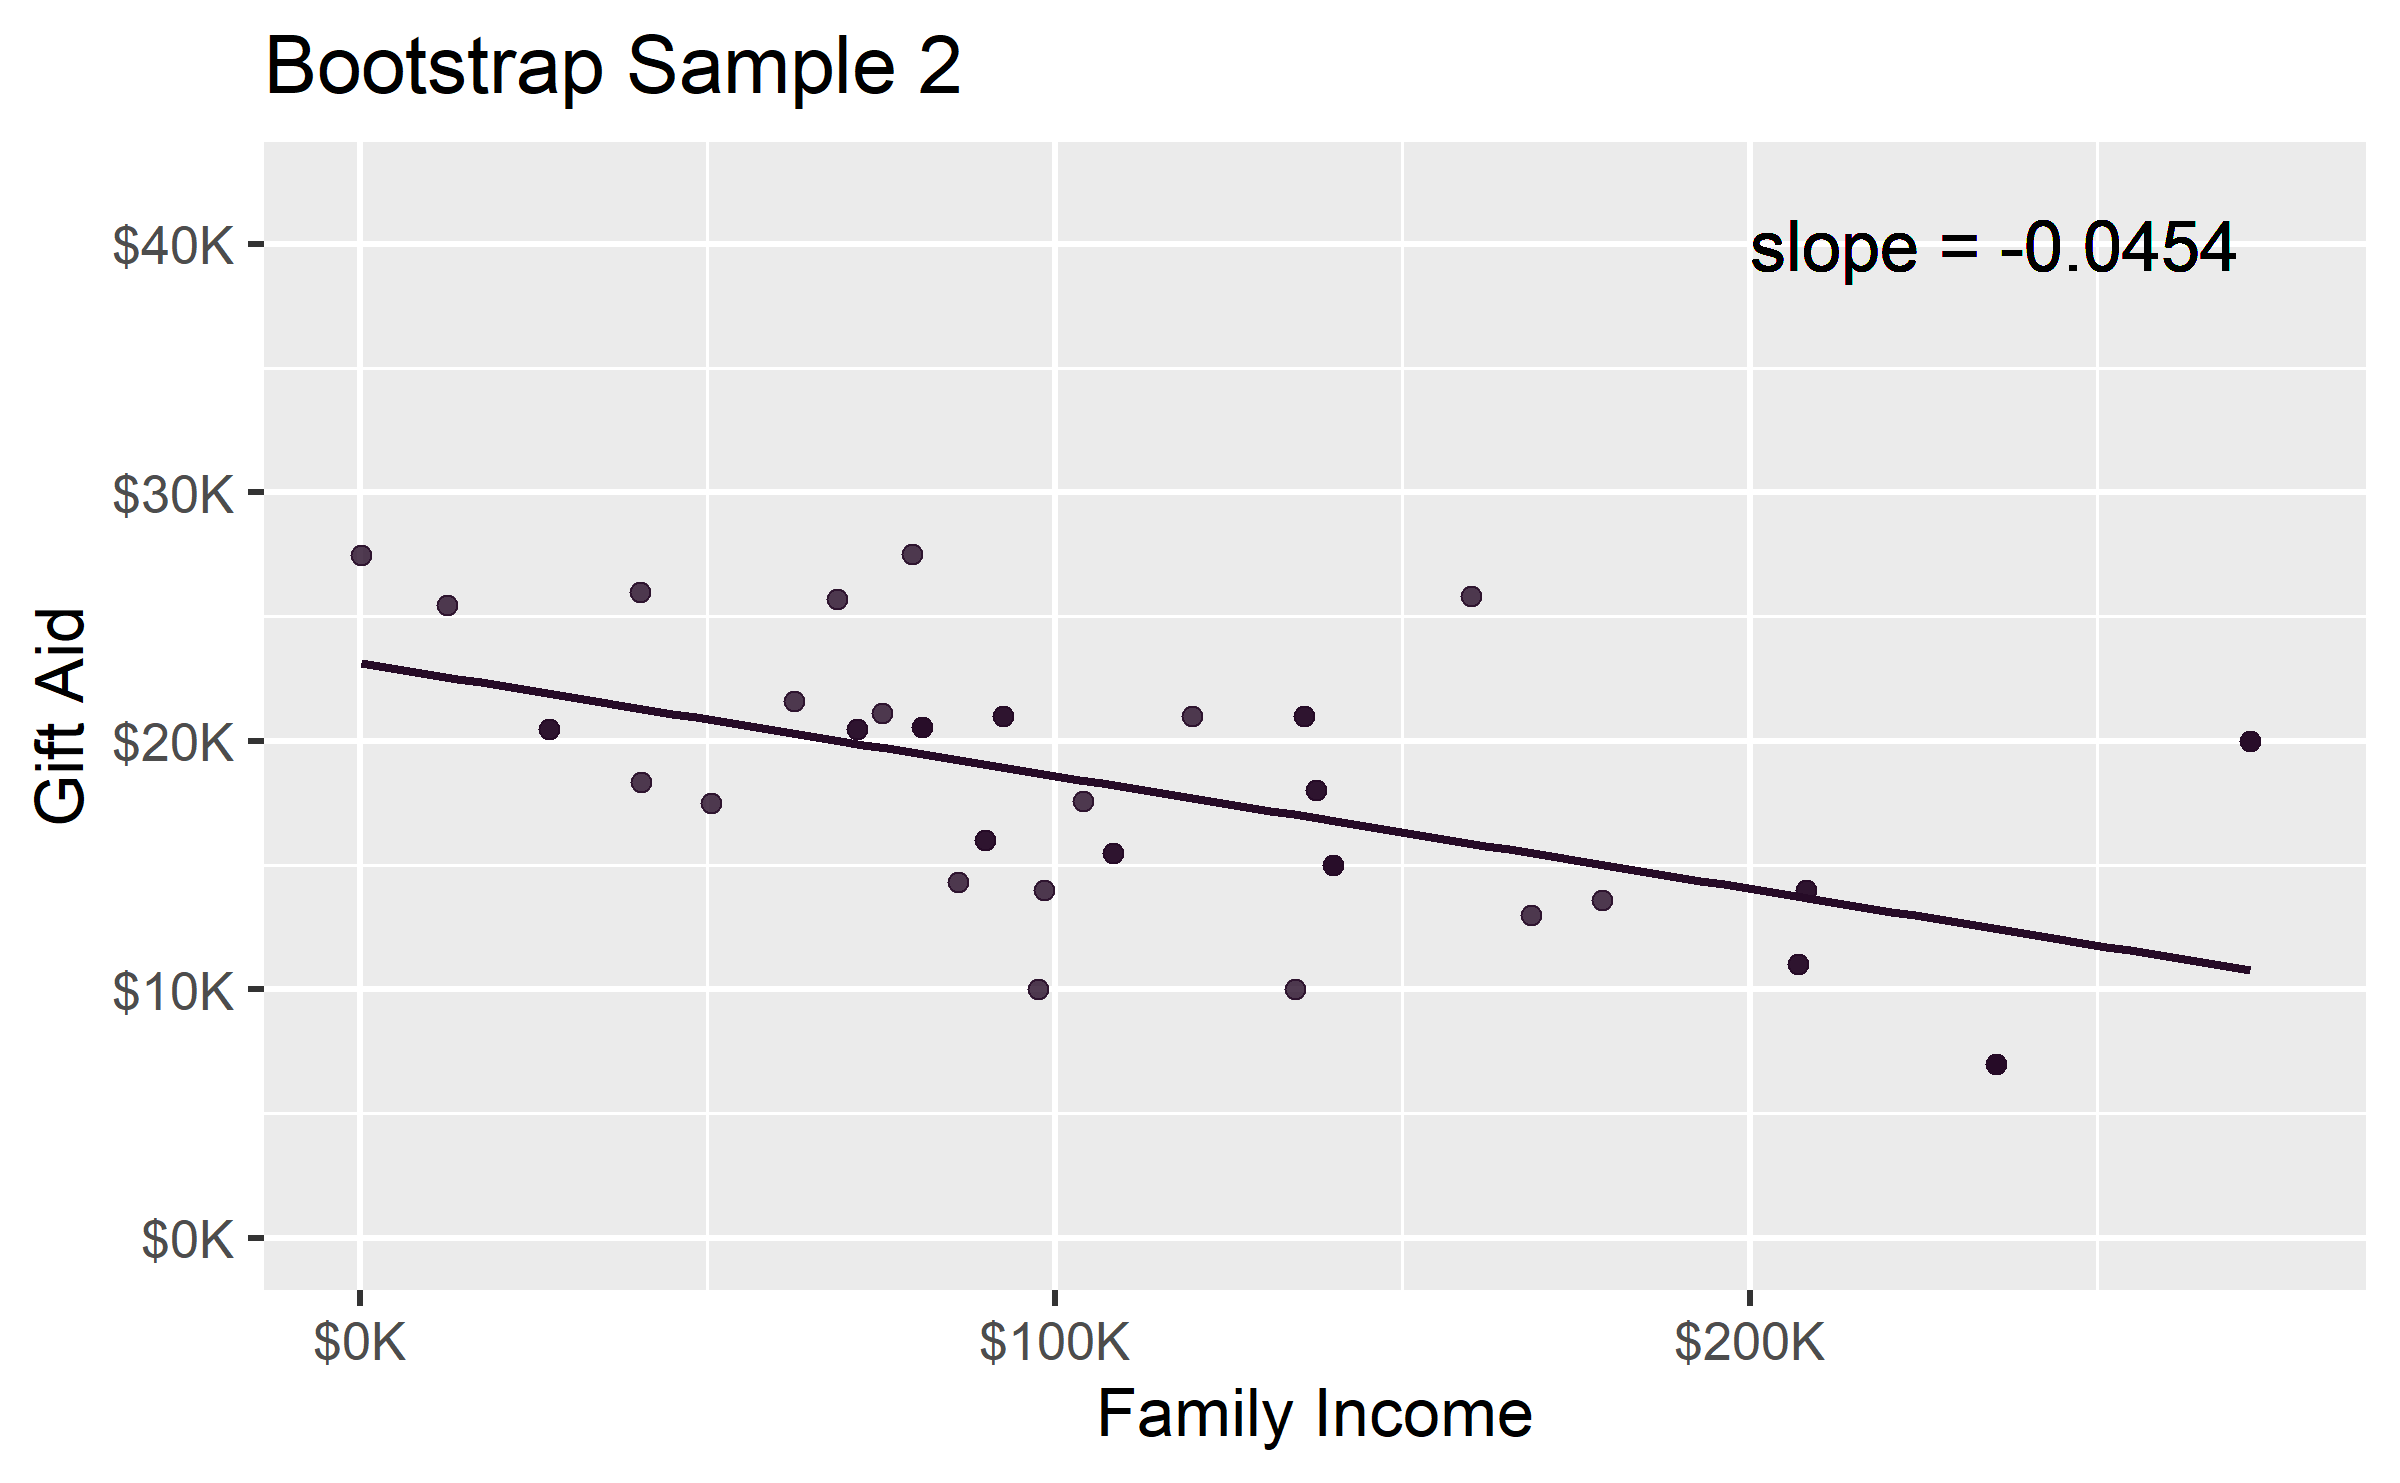 Bootstrap Sample 2
slope = -0.0454
$40K
$30K
$20K
$10K
$0K
Gift Aid
$0K
$100K
$200K
Family Income